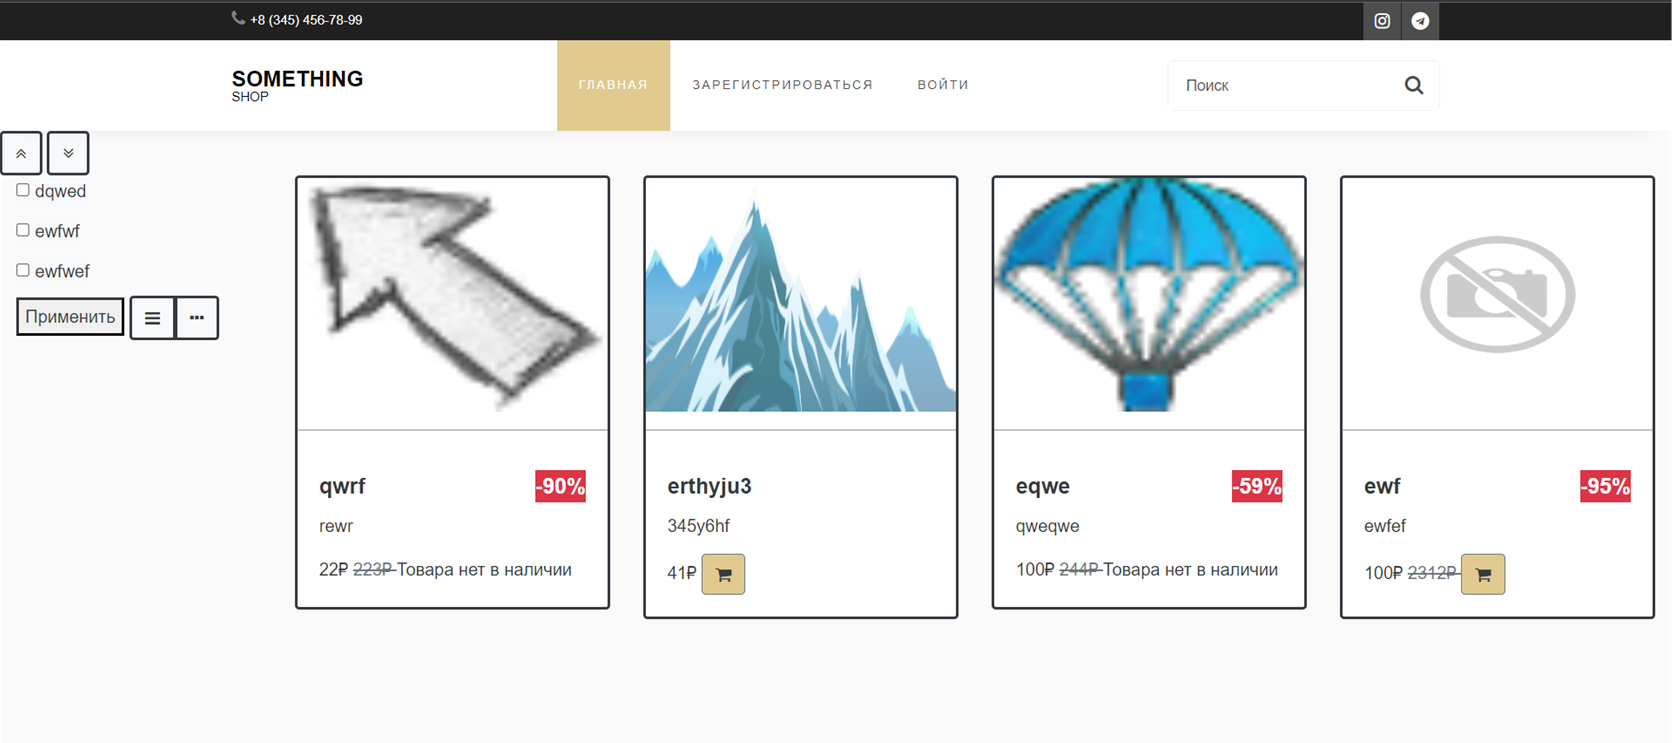 +8 (345) 456-78-99
SOMETHING
SHOP
ГЛАВНАЯ
ЗАРЕГИСТРИРОВАТЬСЯ
ВОЙТИ
Поиск
dqwed
ewfwf
ewfwef
Применить
qwrf -90%
rewr
22₽ 223₽ Товара нет в наличии
erthyju3
345y6hf
41₽
eqwe -59%
qweqwe
100₽ 244₽ Товара нет в наличии
ewf -95%
ewfef
100₽ 2312₽